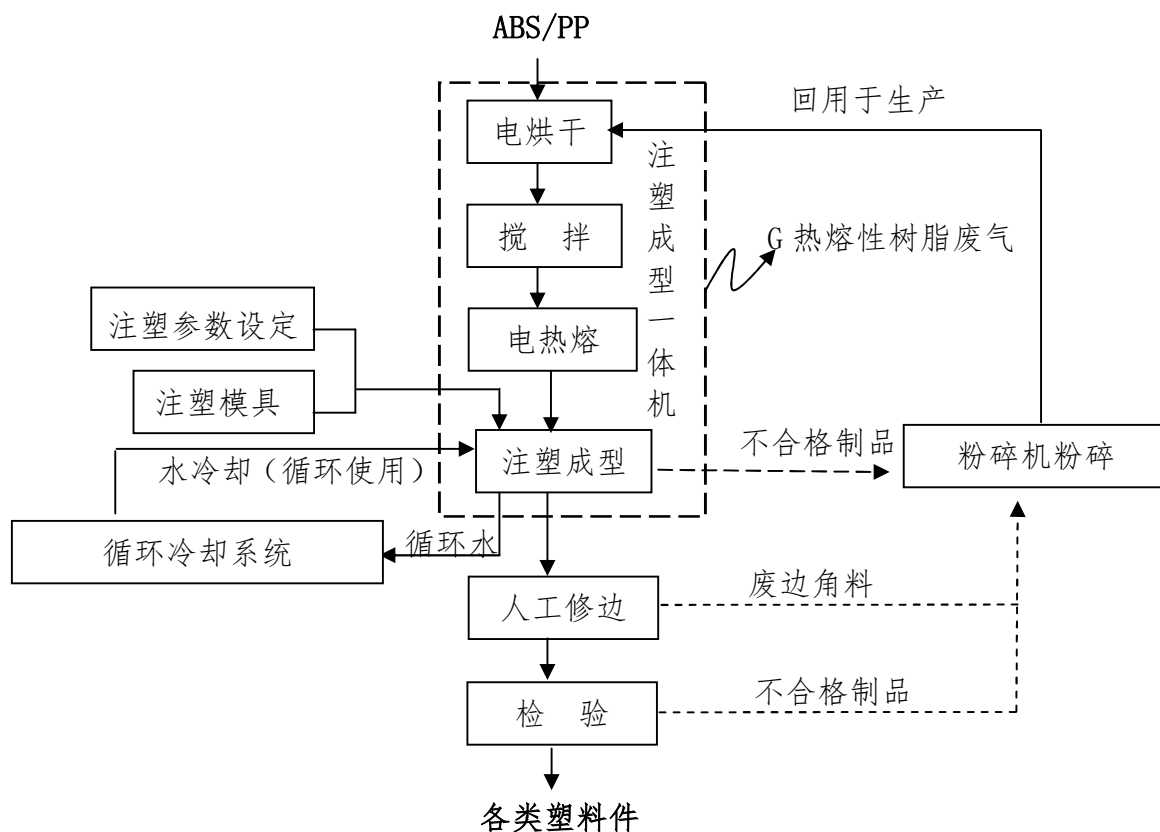 ABS/PP
回用于生产
电烘干
注塑成型一体机
搅 拌
G 热熔性树脂废气
注塑参数设定
电热熔
注塑模具
不合格制品
注塑成型
粉碎机粉碎
水冷却（循环使用）
循环水
循环冷却系统
人工修边
废边角料
检 验
不合格制品
各类塑料件